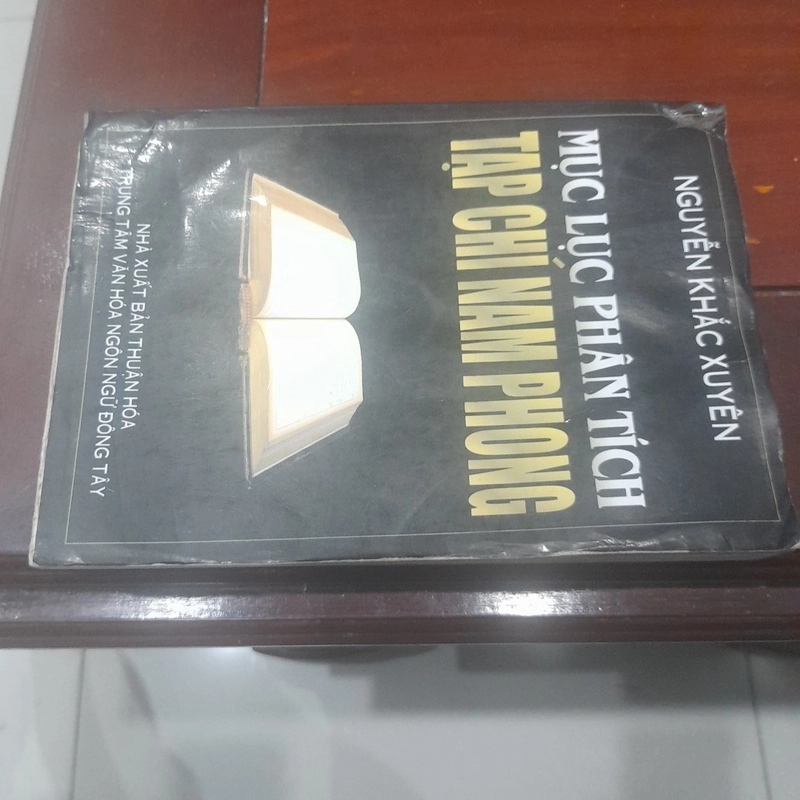 NGUYỄN KHẮC XUYÊN
MỤC LỤC PHÂN TÍCH
TẠP CHÍ NAM PHONG
NHÀ XUẤT BẢN THUẬN HÓA
TRUNG TÂM VĂN HÓA NGÔN NGỮ ĐÔNG TÂY